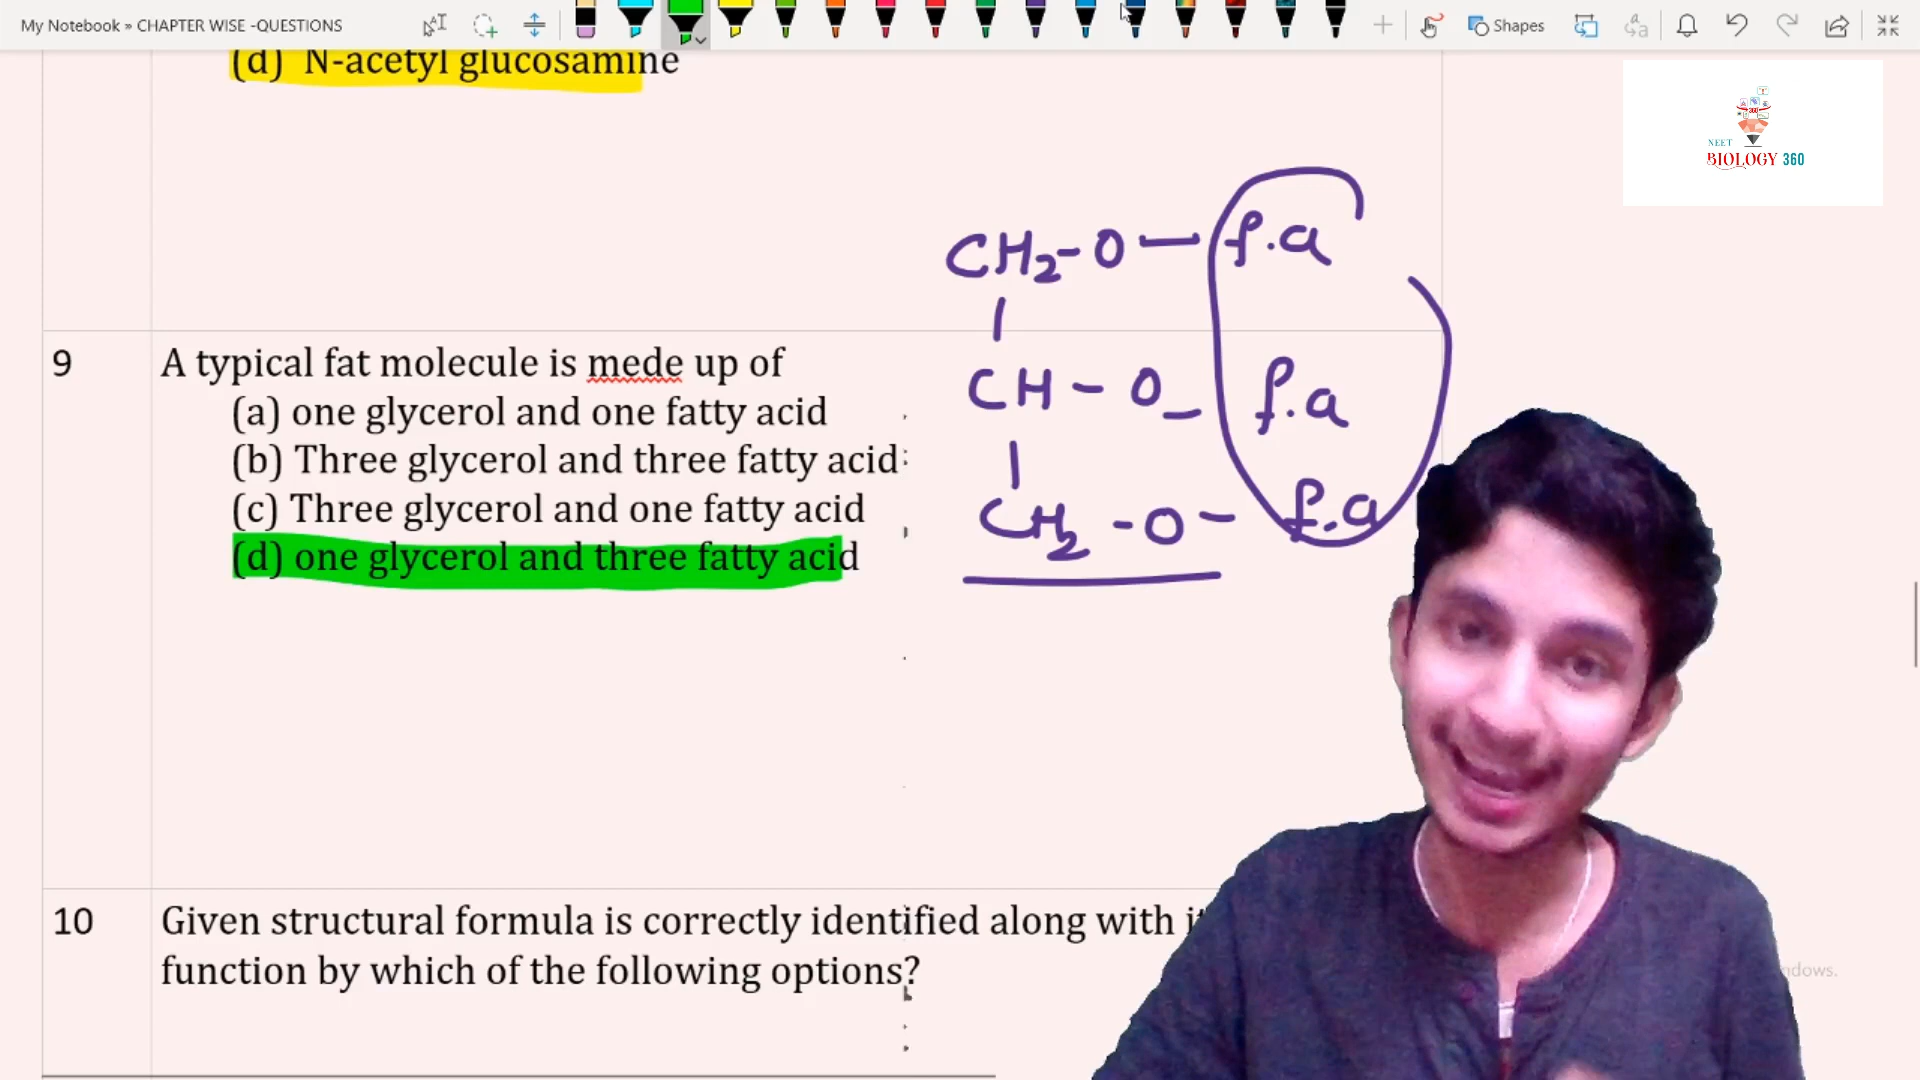 My Notebook » CHAPTER WISE -QUESTIONS
Shapes
(d) N-acetyl glucosamine
NEET
BIOLOGY 360
CH2-O — f.a
CH - O - f.a
CH2 - O - f.a
9 A typical fat molecule is mede up of
(a) one glycerol and one fatty acid
(b) Three glycerol and three fatty acid
(c) Three glycerol and one fatty acid
(d) one glycerol and three fatty acid
10 Given structural formula is correctly identified along with
function by which of the following options?